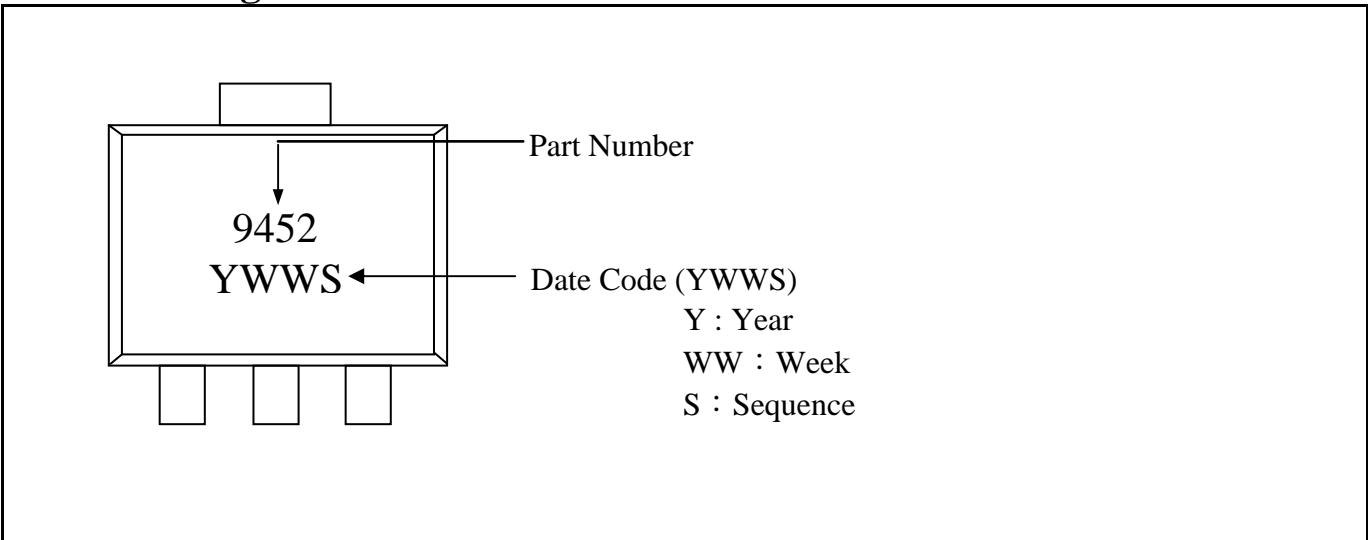 Part Number
9452
YWWS
Date Code (YWWS)
Y : Year
WW：Week
S：Sequence